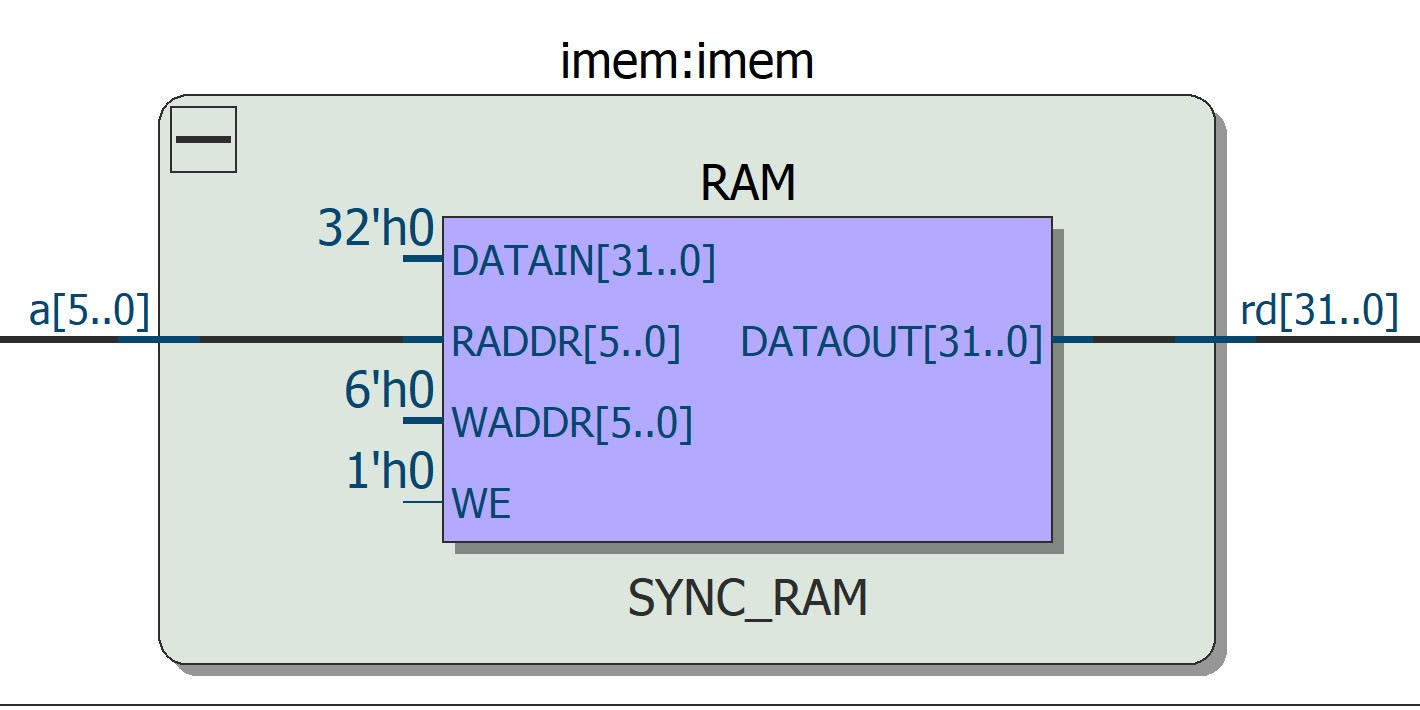 imem:imem
RAM
32'h0
DATAIN[31..0]
a[5..0]
RADDR[5..0]
DATAOUT[31..0]
rd[31..0]
6'h0
WADDR[5..0]
1'h0
WE
SYNC_RAM